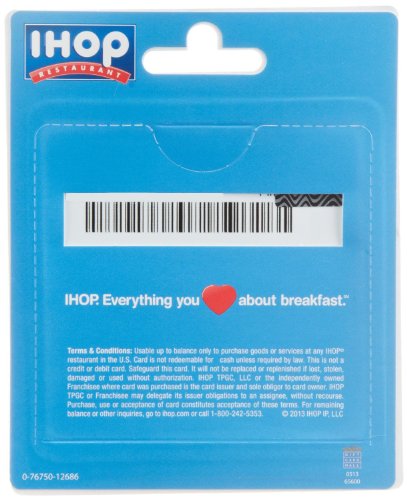 IHOP
RESTAURANT
IHOP. Everything you ❤ about breakfast.℠
Terms & Conditions: Usable up to balance only to purchase goods or services at any IHOP®
restaurant in the U.S. Card is not redeemable for cash unless required by law. This is not a
credit or debit card. Safeguard this card. It will not be replaced or replenished if lost, stolen,
damaged or used without authorization. IHOP TPGC, LLC or the independently owned
Franchisee where card was purchased is the card issuer and sole obligor to card owner. IHOP
TPGC or Franchisee may delegate its issuer obligations to an assignee, without recourse.
Purchase, use or acceptance of card constitutes acceptance of these terms. For remaining
balance or other inquiries, go to ihop.com or call 1-800-242-5353. © 2013 IHOP IP, LLC
0-76750-12686
GIFT
CARD
MALL
0513
65600